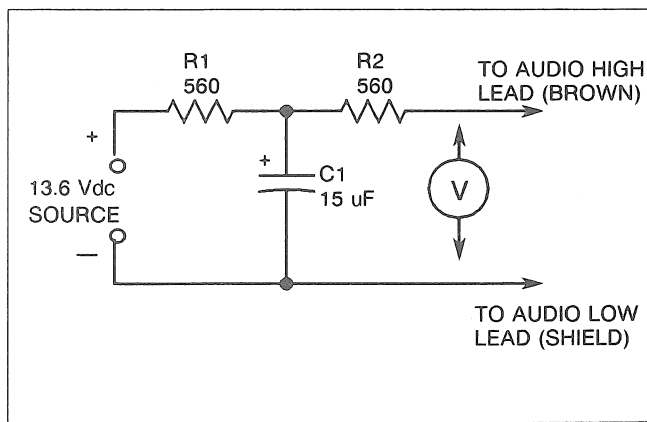 R1
560
R2
560
TO AUDIO HIGH
LEAD (BROWN)
+
13.6 Vdc
SOURCE
—
+
C1
15 uF
V
TO AUDIO LOW
LEAD (SHIELD)